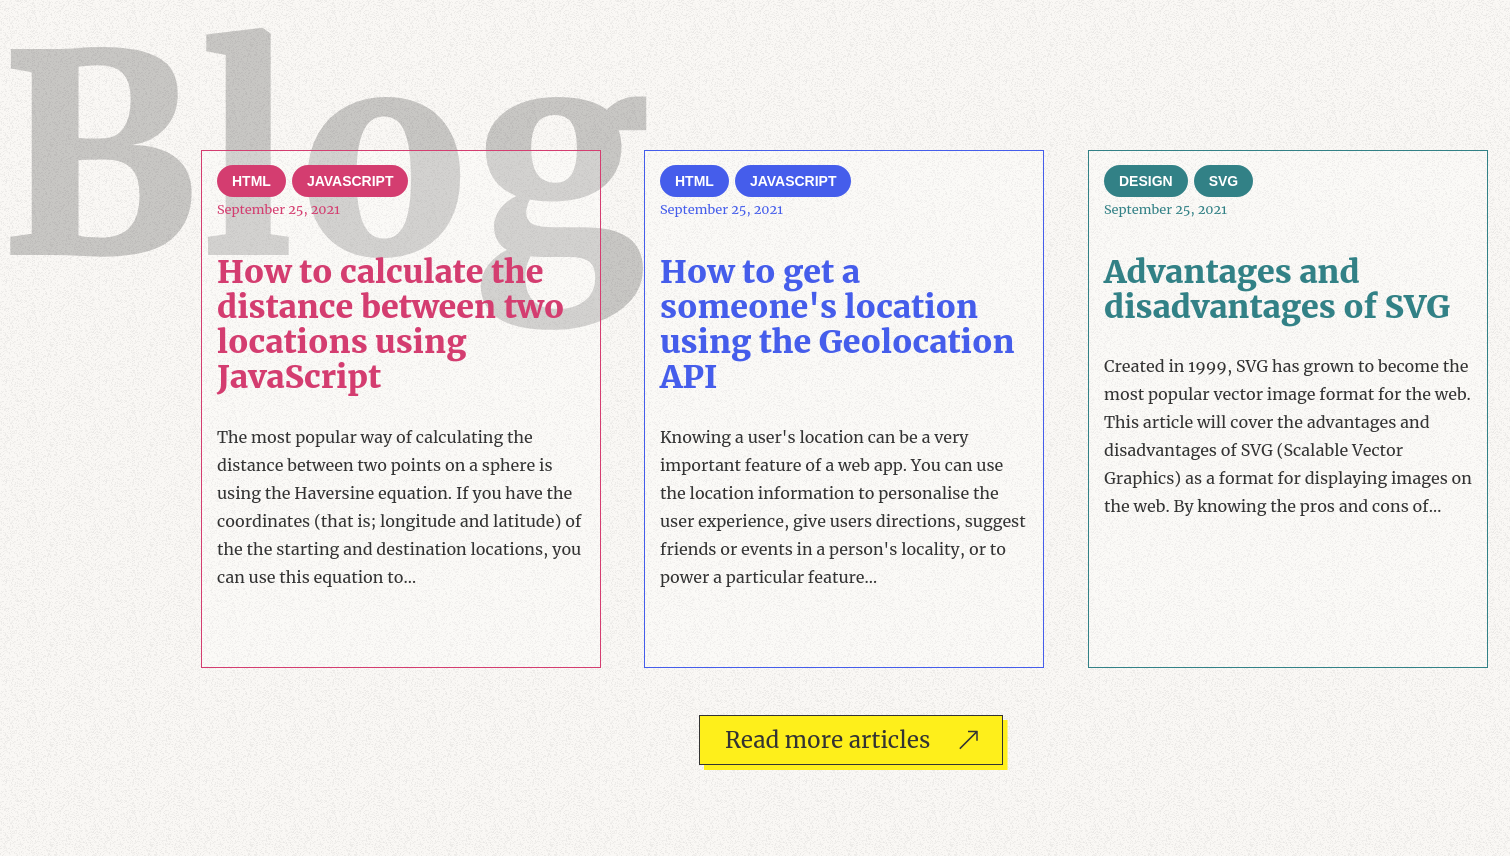 Blog
HTML JAVASCRIPT
September 25, 2021
How to calculate the
distance between two
locations using
JavaScript
The most popular way of calculating the
distance between two points on a sphere is
using the Haversine equation. If you have the
coordinates (that is; longitude and latitude) of
the the starting and destination locations, you
can use this equation to...
HTML JAVASCRIPT
September 25, 2021
How to get a
someone's location
using the Geolocation
API
Knowing a user's location can be a very
important feature of a web app. You can use
the location information to personalise the
user experience, give users directions, suggest
friends or events in a person's locality, or to
power a particular feature...
DESIGN SVG
September 25, 2021
Advantages and
disadvantages of SVG
Created in 1999, SVG has grown to become the
most popular vector image format for the web.
This article will cover the advantages and
disadvantages of SVG (Scalable Vector
Graphics) as a format for displaying images on
the web. By knowing the pros and cons of...
Read more articles